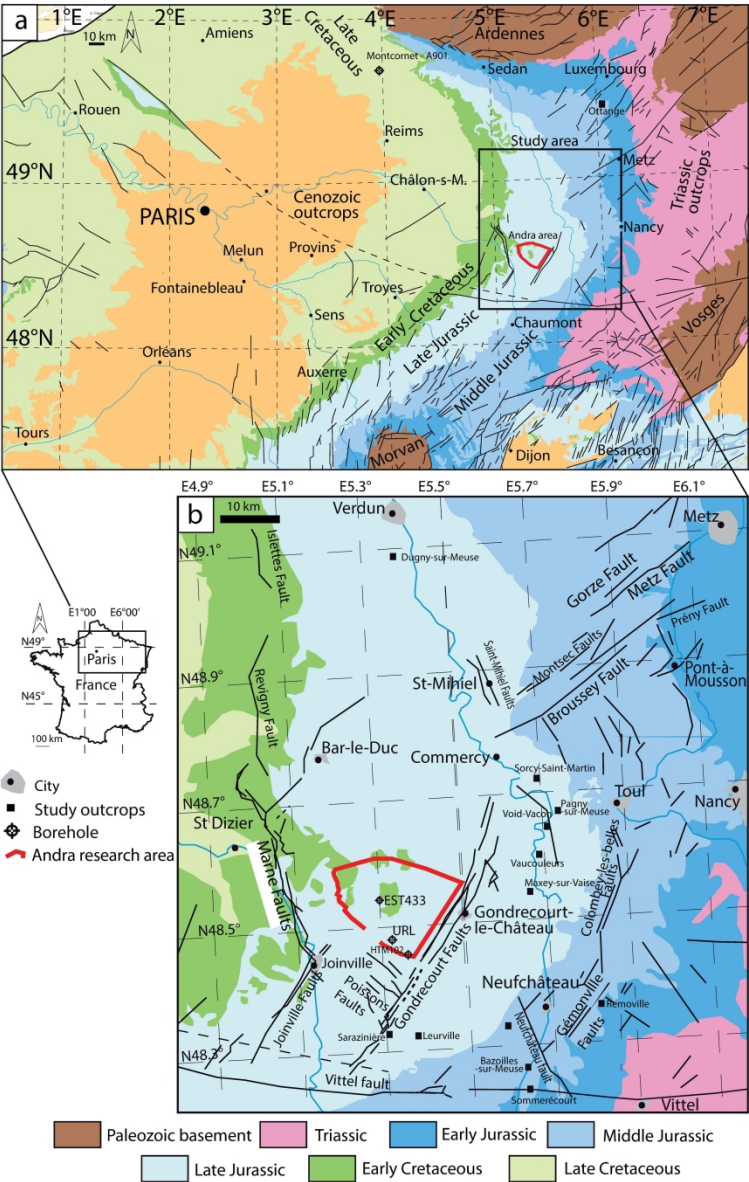 a
1°E
2°E
3°E
4°E
5°E
6°E
7°E
10 km
N
Amiens
Late
Cretaceous
Ardennes
Montcornet - A901
Sedan
Luxembourg
Rouen
Ottange
Reims
Study area
49°N
Metz
Châlon-s-M.
Triassic
outcrops
Cenozoic
outcrops
PARIS
Nancy
Andra area
Melun
Provins
Fontainebleau
Troyes
Early Cretaceous
Vosges
Sens
48°N
Late Jurassic
Chaumont
Middle Jurassic
Orléans
Auxerre
Tours
Morvan
Dijon
Besançon
E4.9°
E5.1°
E5.3°
E5.5°
E5.7°
E5.9°
E6.1°
b
10 km
Verdun
Metz
N49.1°
Islettes Fault
Dugny-sur-Meuse
Gorze Fault
Metz Fault
Prény Fault
N
E1°00
E6°00'
N49°
Paris
France
N45°
100 km
N48.9°
Revigny Fault
St-Mihiel
Saint-Mihiel Faults
Montsec Faults
Broussey Fault
Pont-à-
Mousson
Bar-le-Duc
Commercy
Sorcy-Saint-Martin
City
Study outcrops
Borehole
Andra research area
N48.7°
St Dizier
Pagny
-sur-Meuse
Void-Vacon
Toul
Nancy
Vaucouleurs
Marne Faults
Maxey-sur-Vaise
Colombey-les-belles
Faults
EST433
Gondrecourt-
le-Château
N48.5°
URL
HTM102
Joinville
Poissons
Faults
Gondrecourt Faults
Joinville Faults
Neufchâteau
Gémonville
Faults
Removille
Sarazinière
Leurville
Neufchâteau fault
N48.3°
Bazoilles
-sur-Meuse
Vittel fault
Sommerécourt
Vittel
Paleozoic basement
Triassic
Early Jurassic
Middle Jurassic
Late Jurassic
Early Cretaceous
Late Cretaceous